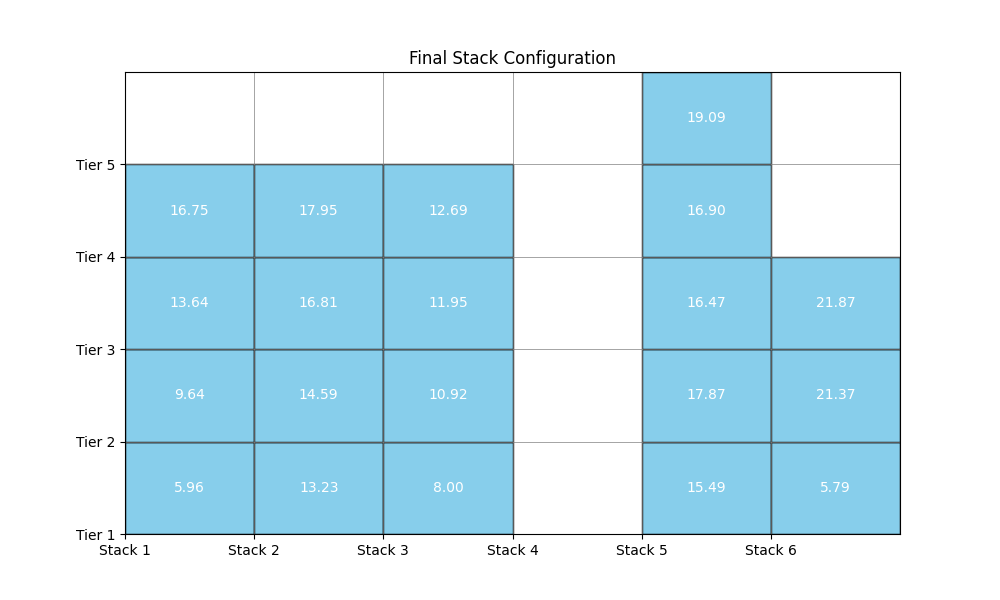 Final Stack Configuration
19.09
Tier 5
16.75 17.95 12.69 16.90
Tier 4
13.64 16.81 11.95 16.47 21.87
Tier 3
9.64 14.59 10.92 17.87 21.37
Tier 2
5.96 13.23 8.00 15.49 5.79
Tier 1
Stack 1 Stack 2 Stack 3 Stack 4 Stack 5 Stack 6